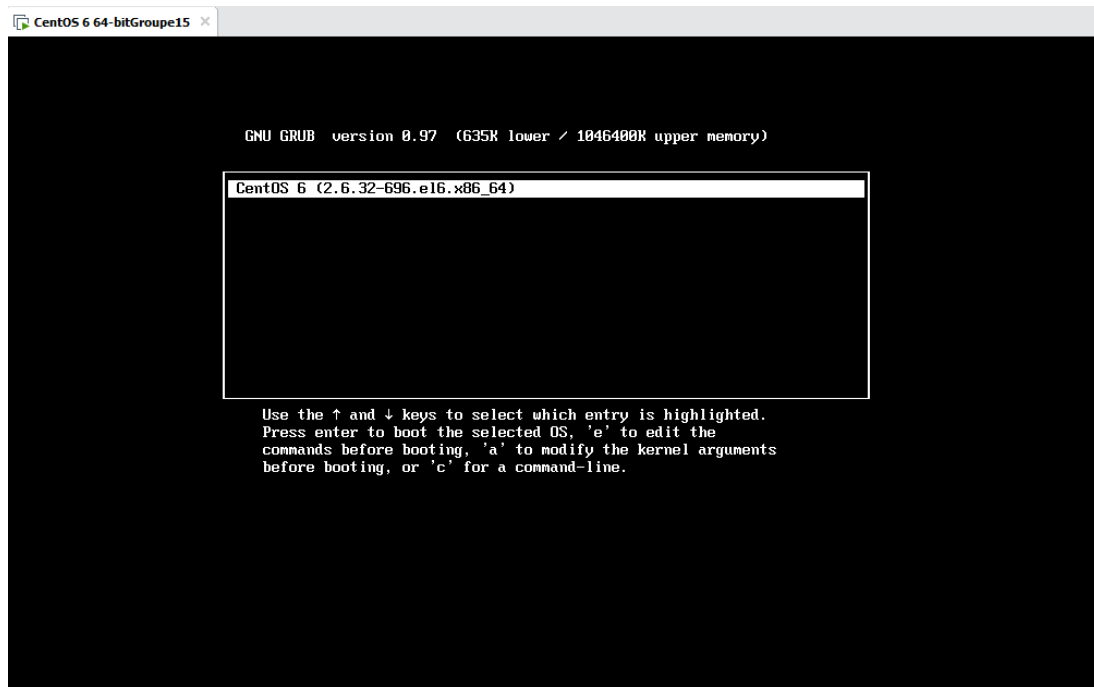 CentOS 6 64-bitGroupe15 ×
GNU GRUB version 0.97 (635K lower / 1046400K upper memory)
CentOS 6 (2.6.32-696.el6.x86_64)
Use the ↑ and ↓ keys to select which entry is highlighted.
Press enter to boot the selected OS, 'e' to edit the
commands before booting, 'a' to modify the kernel arguments
before booting, or 'c' for a command-line.